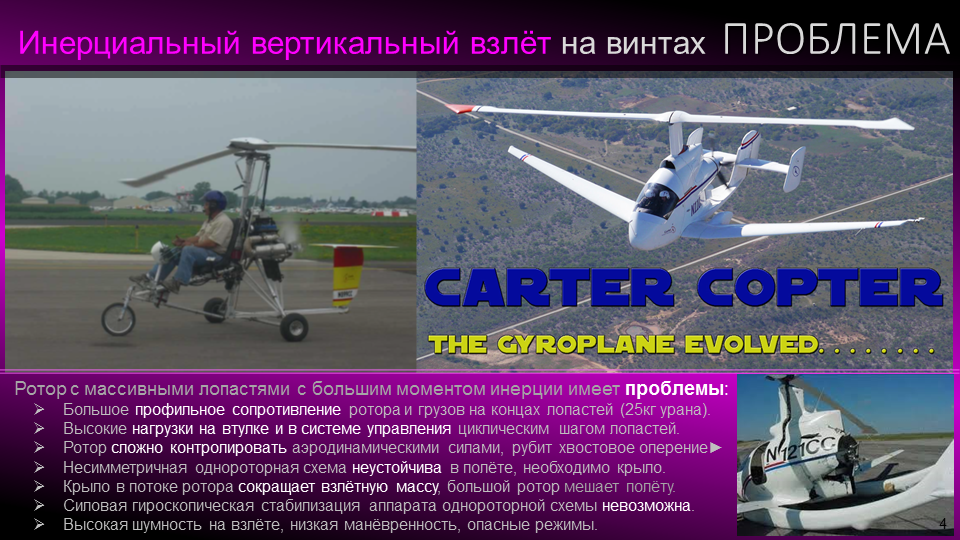 Инерциальный вертикальный взлёт на винтах ПРОБЛЕМА
CARTER COPTER
THE GYROPLANE EVOLVED. . . . . . . .
Ротор с массивными лопастями с большим моментом инерции имеет проблемы:
➢ Большое профильное сопротивление ротора и грузов на концах лопастей (25кг урана).
➢ Высокие нагрузки на втулке и в системе управления циклическим шагом лопастей.
➢ Ротор сложно контролировать аэродинамическими силами, рубит хвостовое оперение►
➢ Несимметричная однороторная схема неустойчива в полёте, необходимо крыло.
➢ Крыло в потоке ротора сокращает взлётную массу, большой ротор мешает полёту.
➢ Силовая гироскопическая стабилизация аппарата однороторной схемы невозможна.
➢ Высокая шумность на взлёте, низкая манёвренность, опасные режимы.
N121CC
4